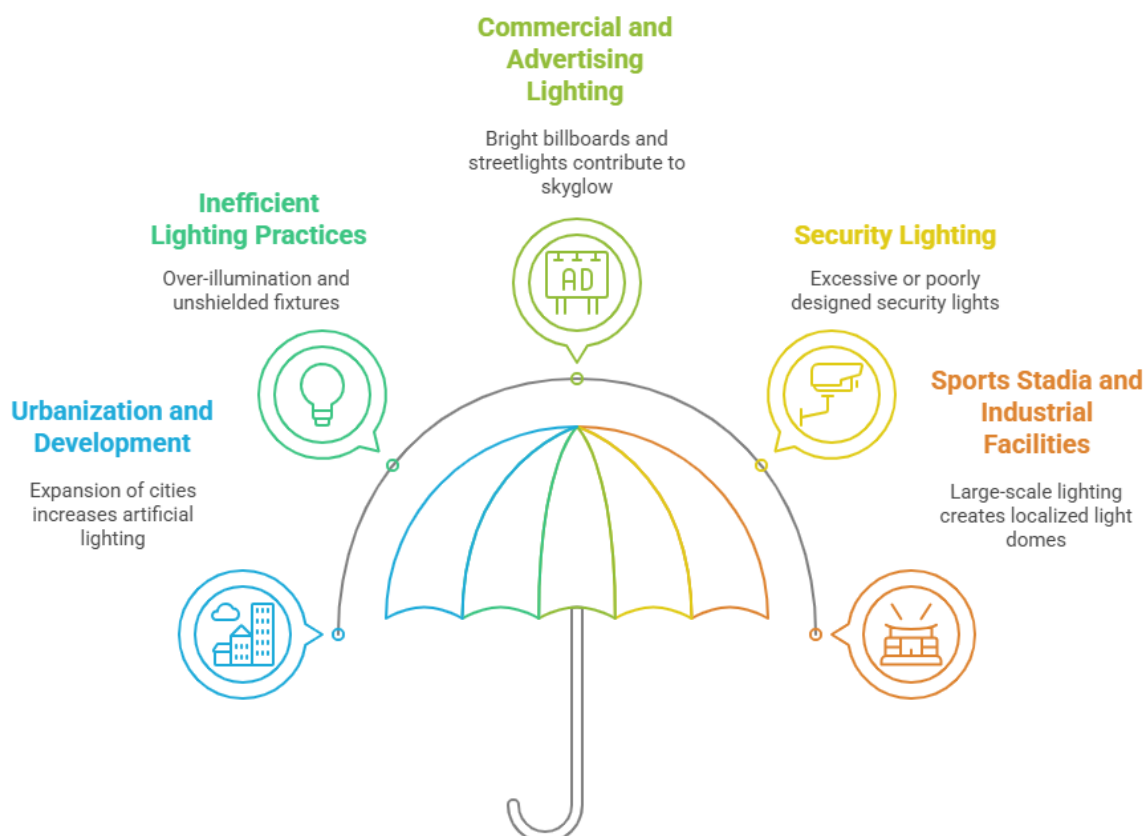 Commercial and
Advertising
Lighting
Bright billboards and
streetlights contribute to
skyglow
Inefficient
Lighting Practices
Over-illumination and
unshielded fixtures
AD
Security Lighting
Excessive or poorly
designed security lights
Urbanization and
Development
Expansion of cities
increases artificial
lighting
Sports Stadia and
Industrial
Facilities
Large-scale lighting
creates localized light
domes